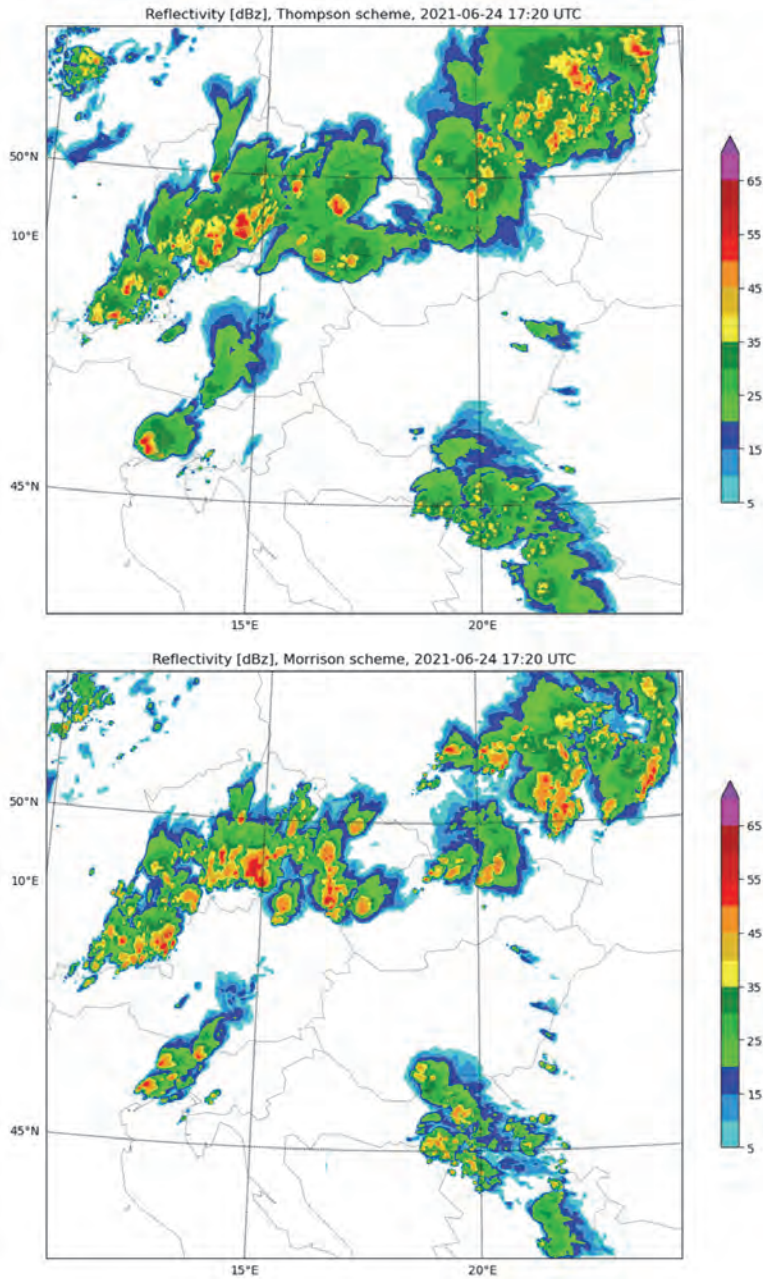 Reflectivity [dBz], Thompson scheme, 2021-06-24 17:20 UTC
50°N
10°E
45°N
15°E
20°E
65
55
45
35
25
15
5
Reflectivity [dBz], Morrison scheme, 2021-06-24 17:20 UTC
50°N
10°E
45°N
15°E
20°E
65
55
45
35
25
15
5